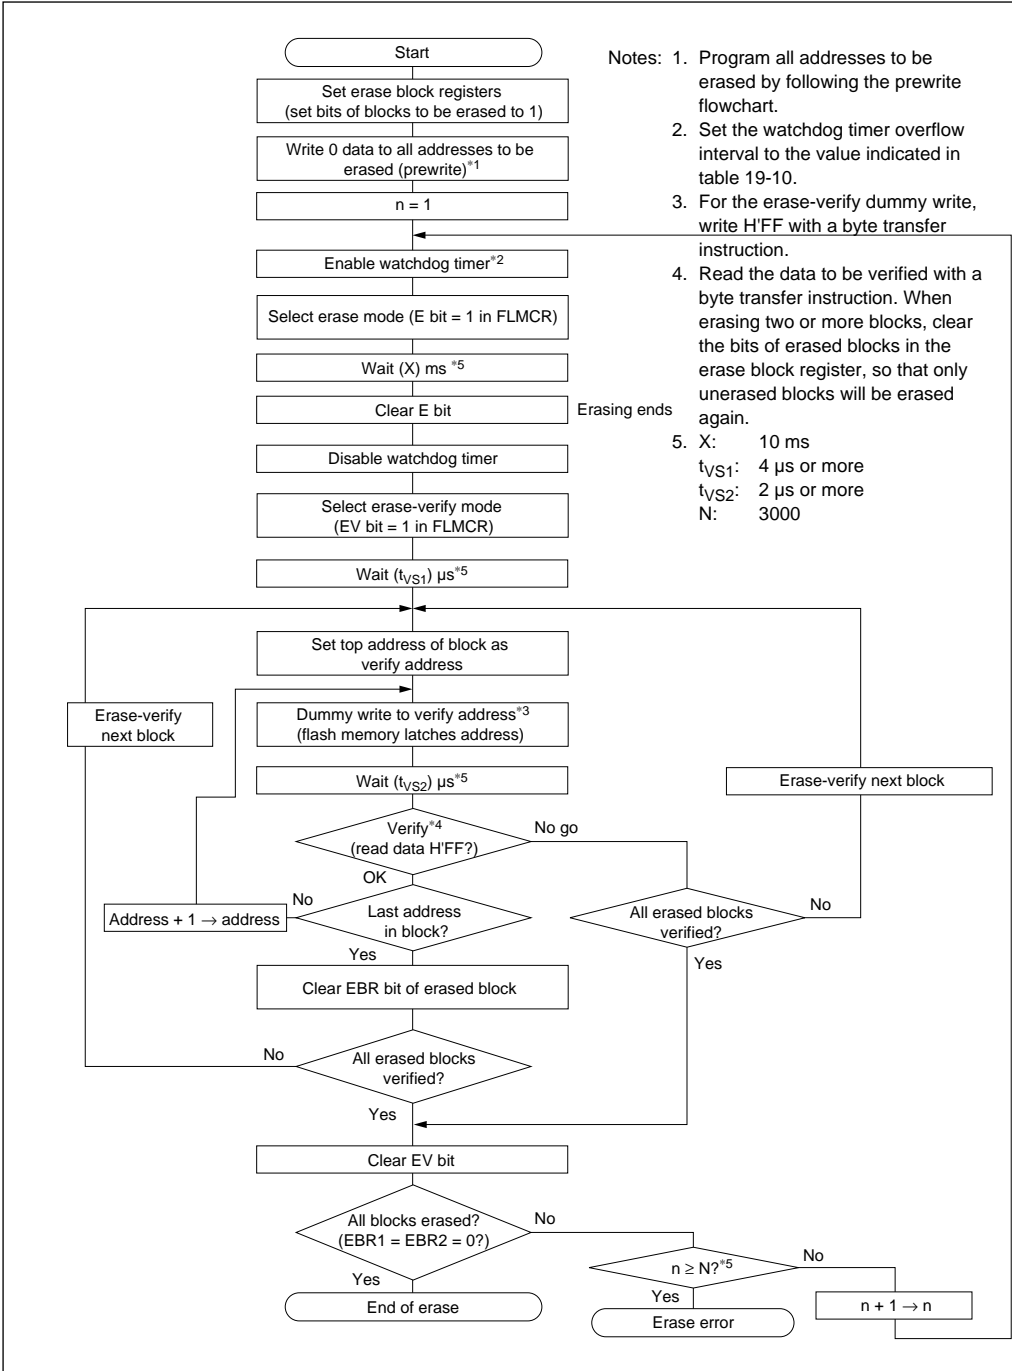 Start
Set erase block registers
(set bits of blocks to be erased to 1)
Write 0 data to all addresses to be
erased (prewrite)*1
n = 1
Enable watchdog timer*2
Select erase mode (E bit = 1 in FLMCR)
Wait (X) ms *5
Clear E bit
Erasing ends
Disable watchdog timer
Select erase-verify mode
(EV bit = 1 in FLMCR)
Wait (tVS1) µs*5
Set top address of block as
verify address
Erase-verify
next block
Dummy write to verify address*3
(flash memory latches address)
Wait (tVS2) µs*5
Erase-verify next block
Verify*4
(read data H'FF?)
No go
OK
No
Address + 1 → address
Last address
in block?
Yes
All erased blocks
verified?
No
Yes
Clear EBR bit of erased block
No
All erased blocks
verified?
Yes
Clear EV bit
All blocks erased?
(EBR1 = EBR2 = 0?)
No
Yes
End of erase
n ≥ N?*5
No
Yes
Erase error
n + 1 → n
Notes: 1. Program all addresses to be
erased by following the prewrite
flowchart.
2. Set the watchdog timer overflow
interval to the value indicated in
table 19-10.
3. For the erase-verify dummy write,
write H'FF with a byte transfer
instruction.
4. Read the data to be verified with a
byte transfer instruction. When
erasing two or more blocks, clear
the bits of erased blocks in the
erase block register, so that only
unerased blocks will be erased
again.
5. X: 10 ms
tVS1: 4 µs or more
tVS2: 2 µs or more
N: 3000